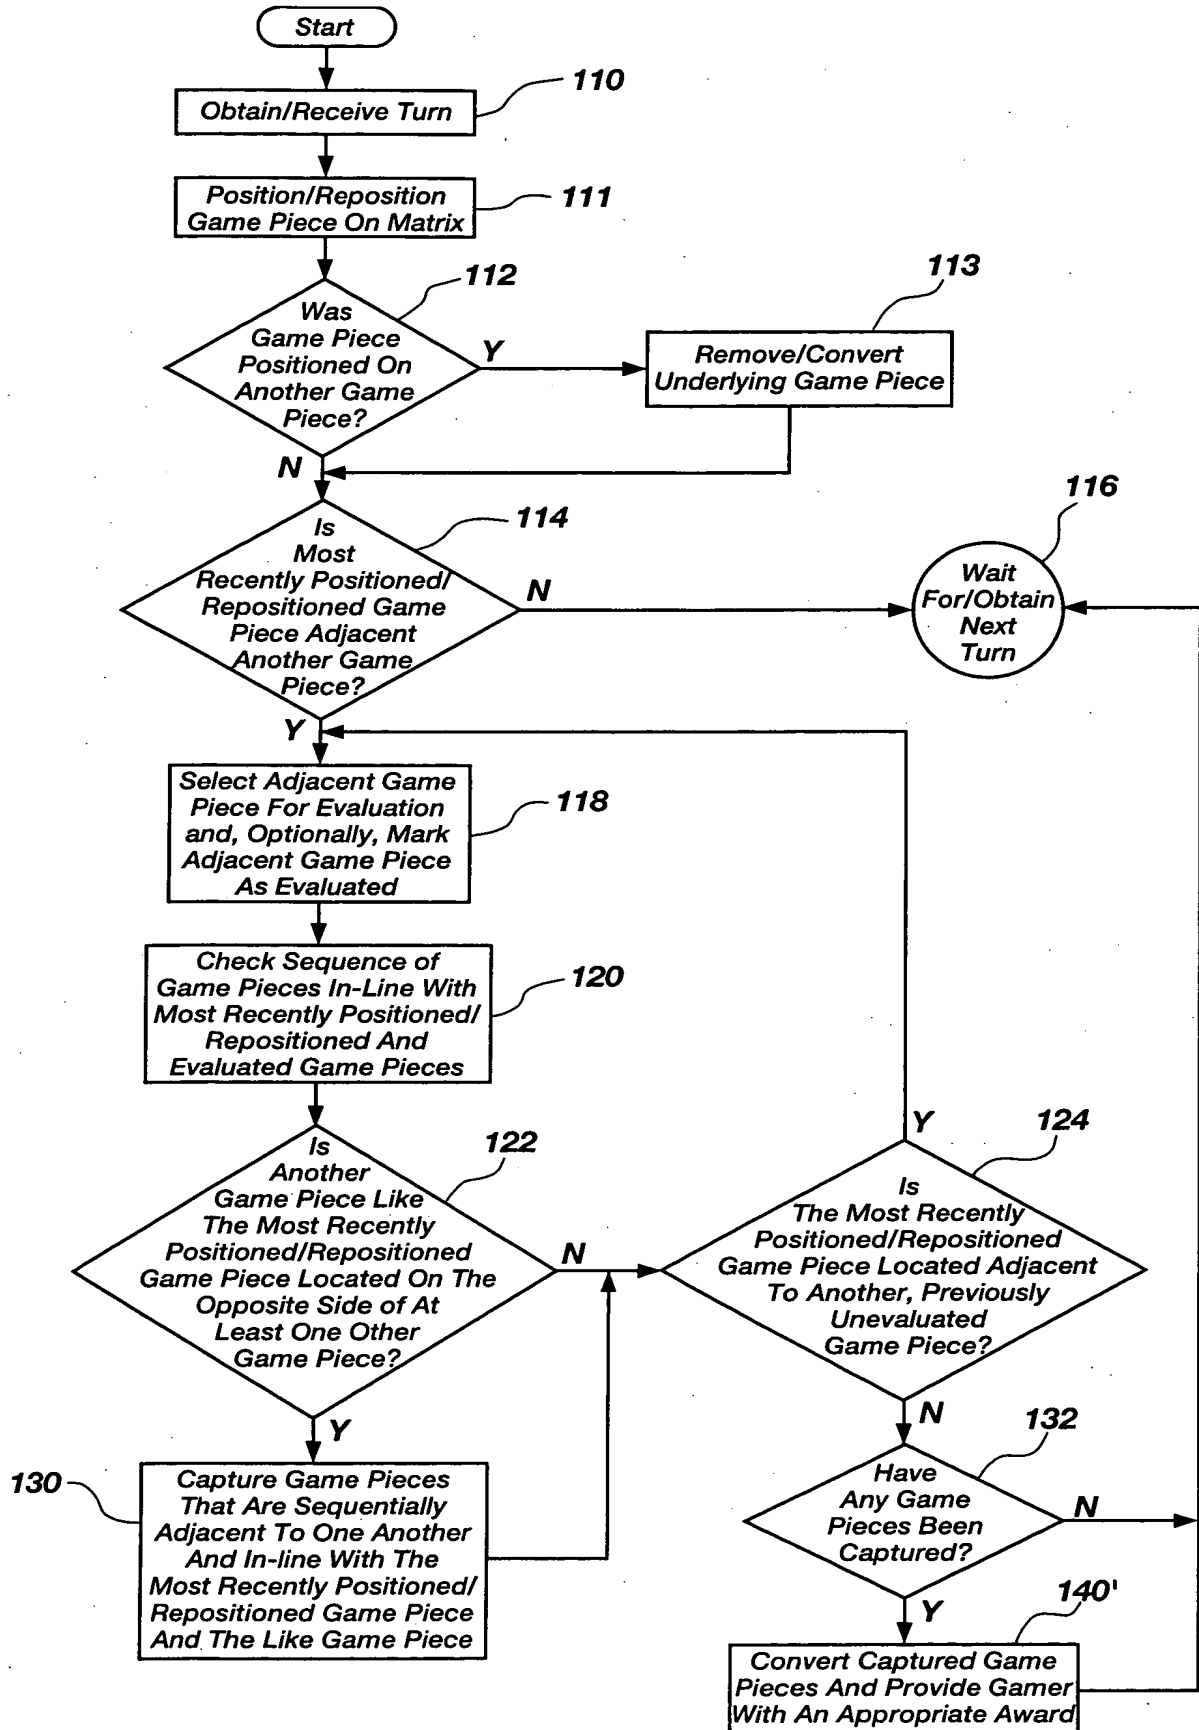 Start
Obtain/Receive Turn
110
Position/Reposition
Game Piece On Matrix
111
112
Was
Game Piece
Positioned On
Another Game
Piece?
Y
N
113
Remove/Convert
Underlying Game Piece
114
Is
Most
Recently Positioned/
Repositioned Game
Piece Adjacent
Another Game
Piece?
N
Y
116
Wait
For/Obtain
Next
Turn
Select Adjacent Game
Piece For Evaluation
and, Optionally, Mark
Adjacent Game Piece
As Evaluated
118
Check Sequence of
Game Pieces In-Line With
Most Recently Positioned/
Repositioned And
Evaluated Game Pieces
120
122
Is
Another
Game Piece Like
The Most Recently
Positioned/Repositioned
Game Piece Located On The
Opposite Side of At
Least One Other
Game Piece?
N
Y
Y
124
Is
The Most Recently
Positioned/Repositioned
Game Piece Located Adjacent
To Another, Previously
Unevaluated
Game Piece?
N
130
Capture Game Pieces
That Are Sequentially
Adjacent To One Another
And In-line With The
Most Recently Positioned/
Repositioned Game Piece
And The Like Game Piece
132
Have
Any Game
Pieces Been
Captured?
N
Y
140'
Convert Captured Game
Pieces And Provide Gamer
With An Appropriate Award